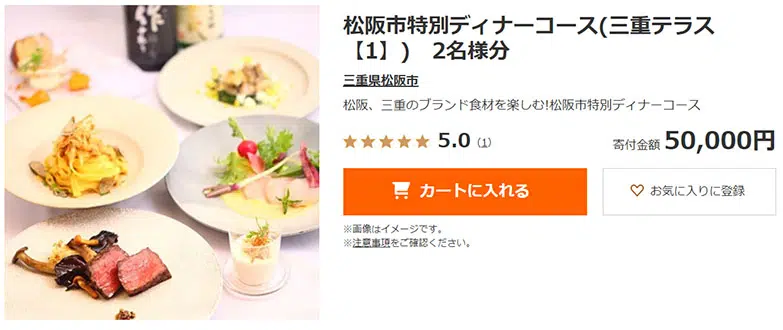 松阪市特別ディナーコース(三重テラス
【1】)　2名様分
三重県松阪市
松阪、三重のブランド食材を楽しむ!松阪市特別ディナーコース
★★★★★ 5.0 (1)
寄付金額 50,000円
カートに入れる
お気に入りに登録
※画像はイメージです。
※注意事項をご確認ください。